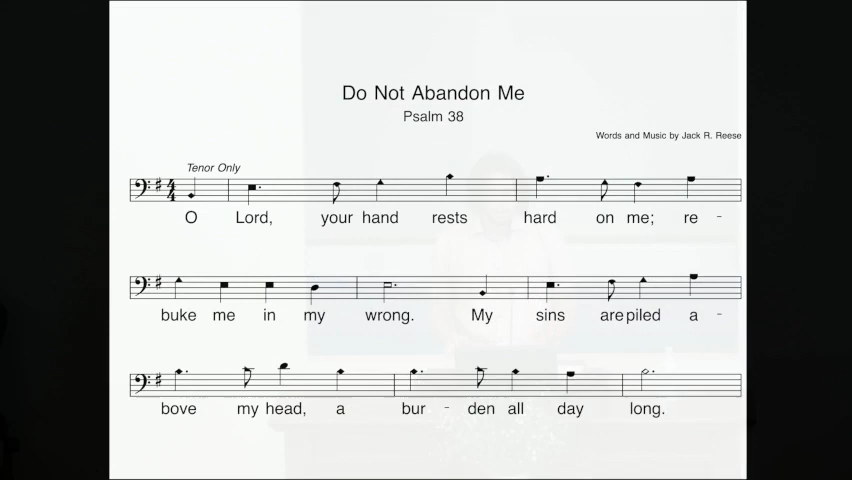 Do Not Abandon Me
Psalm 38
Words and Music by Jack R. Reese
Tenor Only
4
4
O Lord, your hand rests hard on me; re -
buke me in my wrong. My sins are piled a -
bove my head, a bur - den all day long.